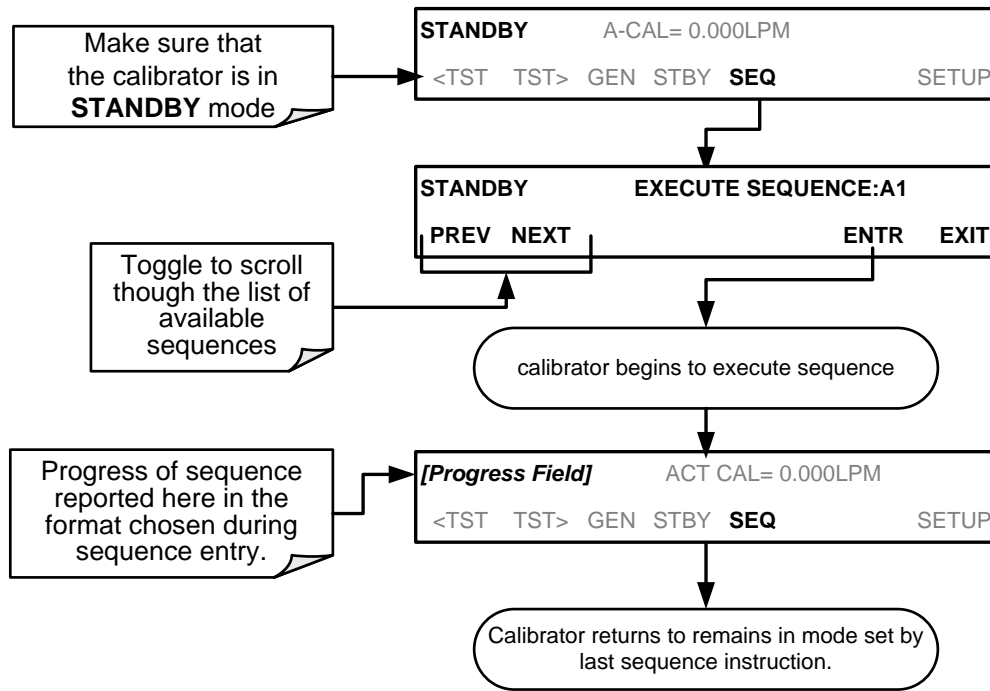 Make sure that
the calibrator is in
STANDBY mode
STANDBY A-CAL= 0.000LPM
<TST TST> GEN STBY SEQ SETUP
STANDBY EXECUTE SEQUENCE:A1
PREV NEXT ENTR EXIT
Toggle to scroll
though the list of
available
sequences
calibrator begins to execute sequence
Progress of sequence
reported here in the
format chosen during
sequence entry.
[Progress Field] ACT CAL= 0.000LPM
<TST TST> GEN STBY SEQ SETUP
Calibrator returns to remains in mode set by
last sequence instruction.